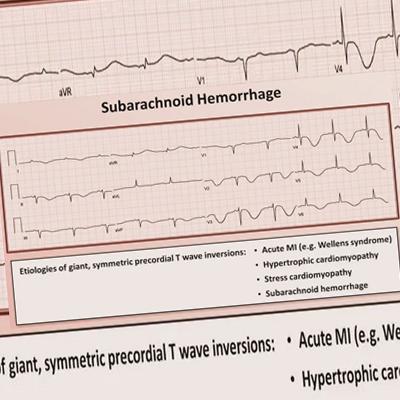 aVR
V1
V4
Subarachnoid Hemorrhage
I
aVR
V1
V4
II
aVL
V2
V5
III
aVF
V3
V6
Etiologies of giant, symmetric precordial T wave inversions:
• Acute MI (e.g. Wellens syndrome)
• Hypertrophic cardiomyopathy
• Stress cardiomyopathy
• Subarachnoid hemorrhage
of giant, symmetric precordial T wave inversions:
• Acute MI (e.g. We
• Hypertrophic car